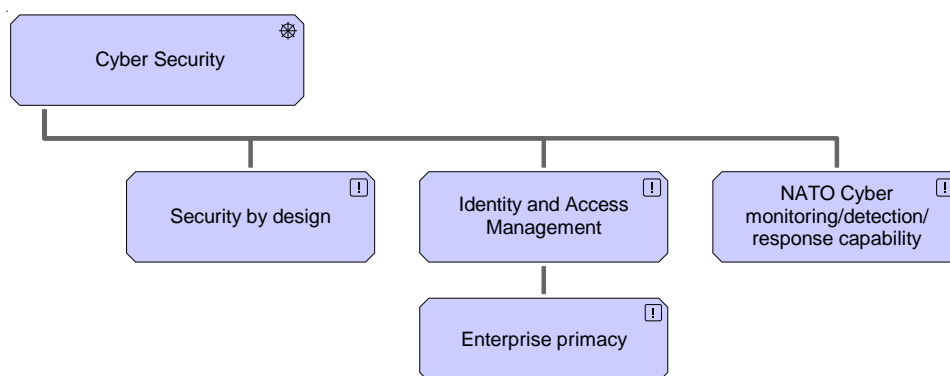 Cyber Security
Security by design
Identity and Access
Management
NATO Cyber
monitoring/detection/
response capability
Enterprise primacy